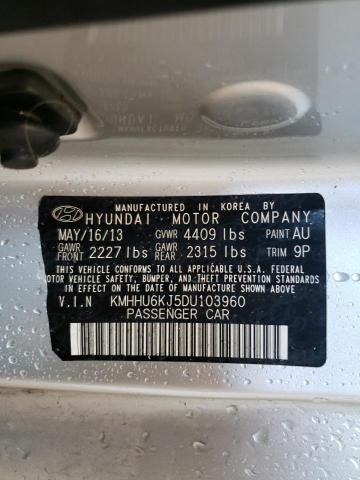 MANUFACTURED IN KOREA BY
HYUNDAI MOTOR COMPANY
MAY/16/13 GVWR 4409 lbs PAINT AU
GAWR FRONT 2227 lbs GAWR REAR 2315 lbs TRIM 9P
THIS VEHICLE CONFORMS TO ALL APPLICABLE U.S.A. FEDERAL
MOTOR VEHICLE SAFETY, BUMPER, AND THEFT PREVENTION
STANDARDS IN EFFECT ON THE DATE OF MANUFACTURE SHOWN ABOVE.
V.I.N KMHHU6KJ5DU103960
PASSENGER CAR